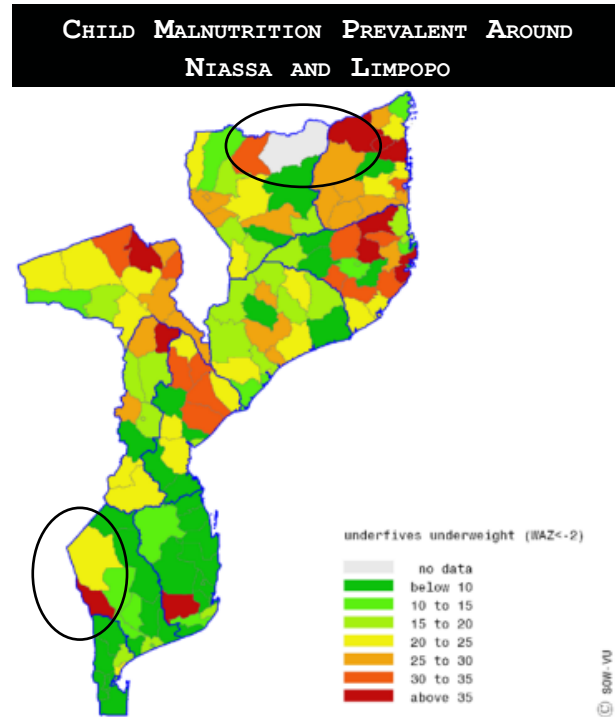 Child Malnutrition Prevalent Around
Niassa and Limpopo
underfives underweight (WAZ<-2)
no data
below 10
10 to 15
15 to 20
20 to 25
25 to 30
30 to 35
above 35
© SOW-VU